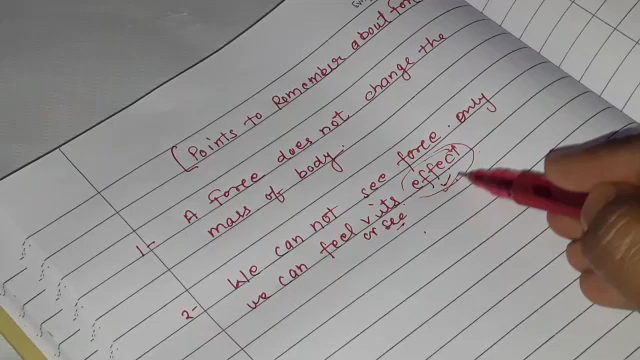 [Points to Remember about for
1- A force does not change the
mass of body.
2- We can not see force. only
we can feel its effect
or see